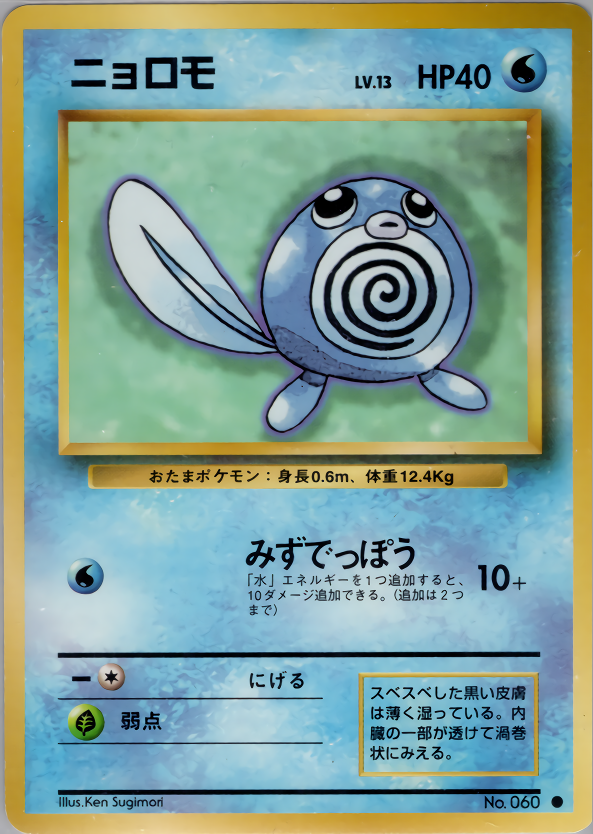 ニョロモ LV.13 HP40
おたまポケモン：身長0.6m、体重12.4Kg
みずでっぽう 10+
「水」エネルギーを1つ追加すると、
10ダメージ追加できる。（追加は2つ
まで）
ー にげる
弱点
スベスベした黒い皮膚
は薄く湿っている。内
臓の一部が透けて渦巻
状にみえる。
Illus.Ken Sugimori No. 060 ●